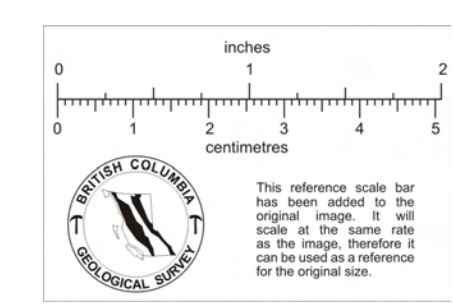 inches
0 1 2
0 1 2 3 4 5
centimetres
BRITISH COLUMBIA
GEOLOGICAL SURVEY
This reference scale bar
has been added to the
original image. It will
scale at the same rate
as the image, therefore it
can be used as a reference
for the original size.